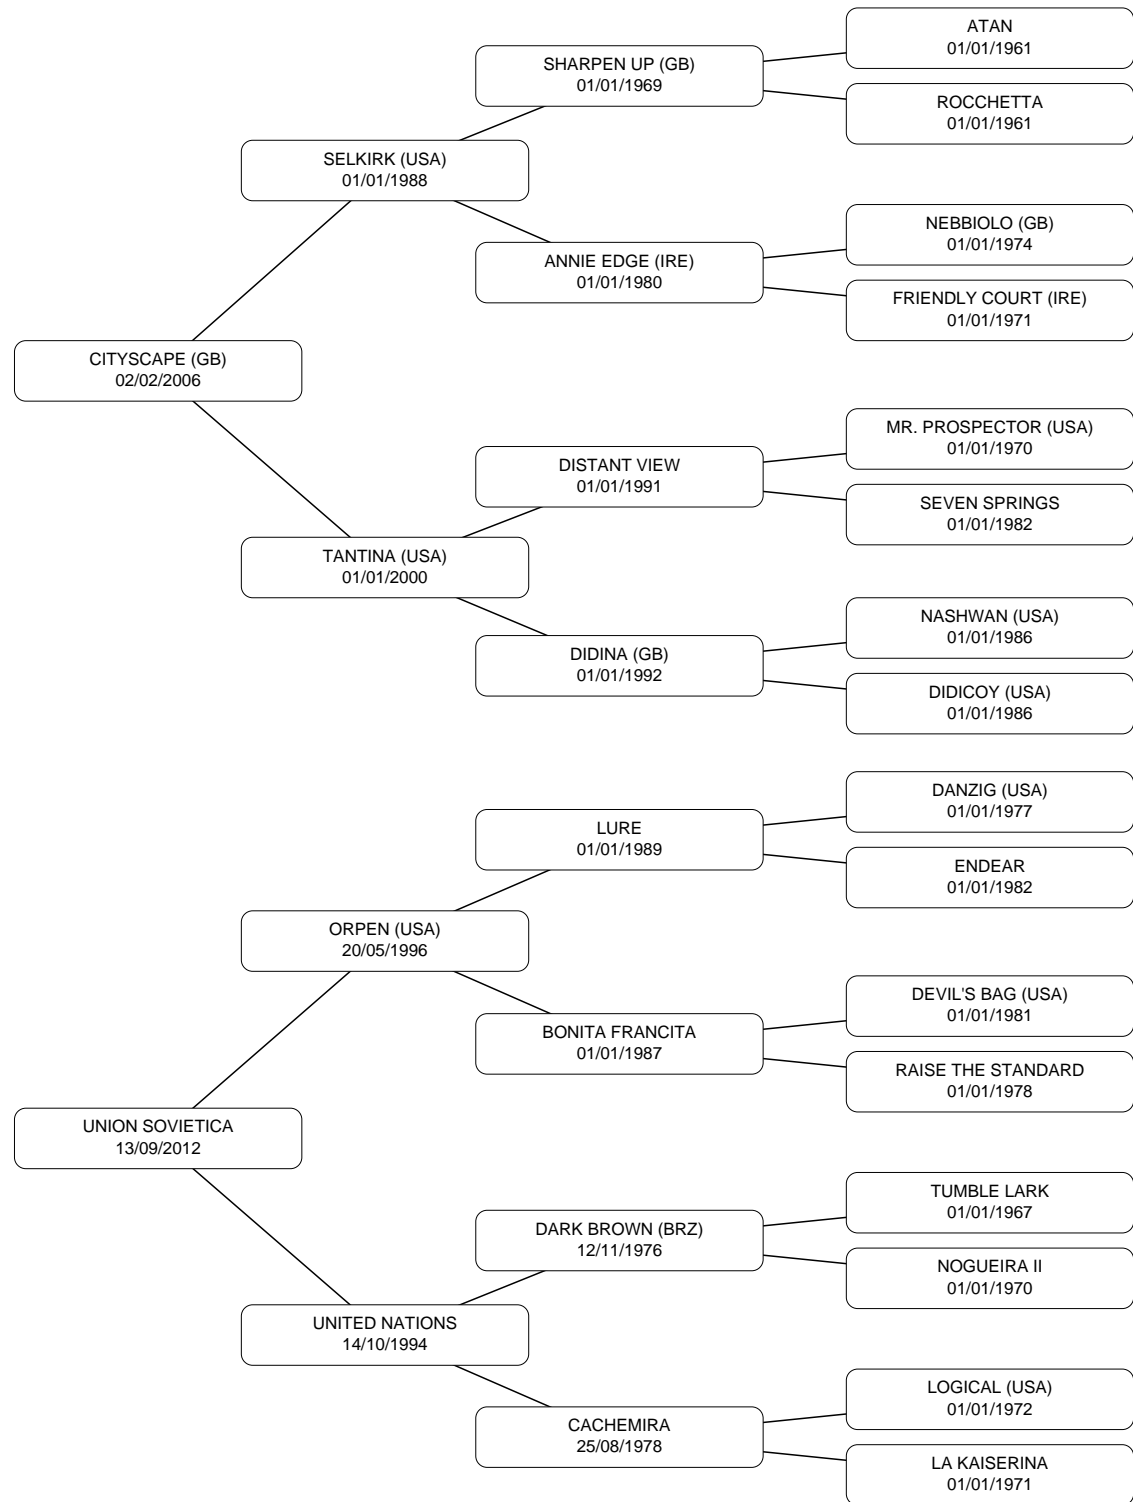 ATAN
01/01/1961
SHARPEN UP (GB)
01/01/1969
ROCCHETTA
01/01/1961
SELKIRK (USA)
01/01/1988
NEBBIOLO (GB)
01/01/1974
ANNIE EDGE (IRE)
01/01/1980
FRIENDLY COURT (IRE)
01/01/1971
CITYSCAPE (GB)
02/02/2006
MR. PROSPECTOR (USA)
01/01/1970
DISTANT VIEW
01/01/1991
SEVEN SPRINGS
01/01/1982
TANTINA (USA)
01/01/2000
NASHWAN (USA)
01/01/1986
DIDINA (GB)
01/01/1992
DIDICOY (USA)
01/01/1986
DANZIG (USA)
01/01/1977
LURE
01/01/1989
ENDEAR
01/01/1982
ORPEN (USA)
20/05/1996
DEVIL'S BAG (USA)
01/01/1981
BONITA FRANCITA
01/01/1987
RAISE THE STANDARD
01/01/1978
UNION SOVIETICA
13/09/2012
TUMBLE LARK
01/01/1967
DARK BROWN (BRZ)
12/11/1976
NOGUEIRA II
01/01/1970
UNITED NATIONS
14/10/1994
LOGICAL (USA)
01/01/1972
CACHEMIRA
25/08/1978
LA KAISERINA
01/01/1971